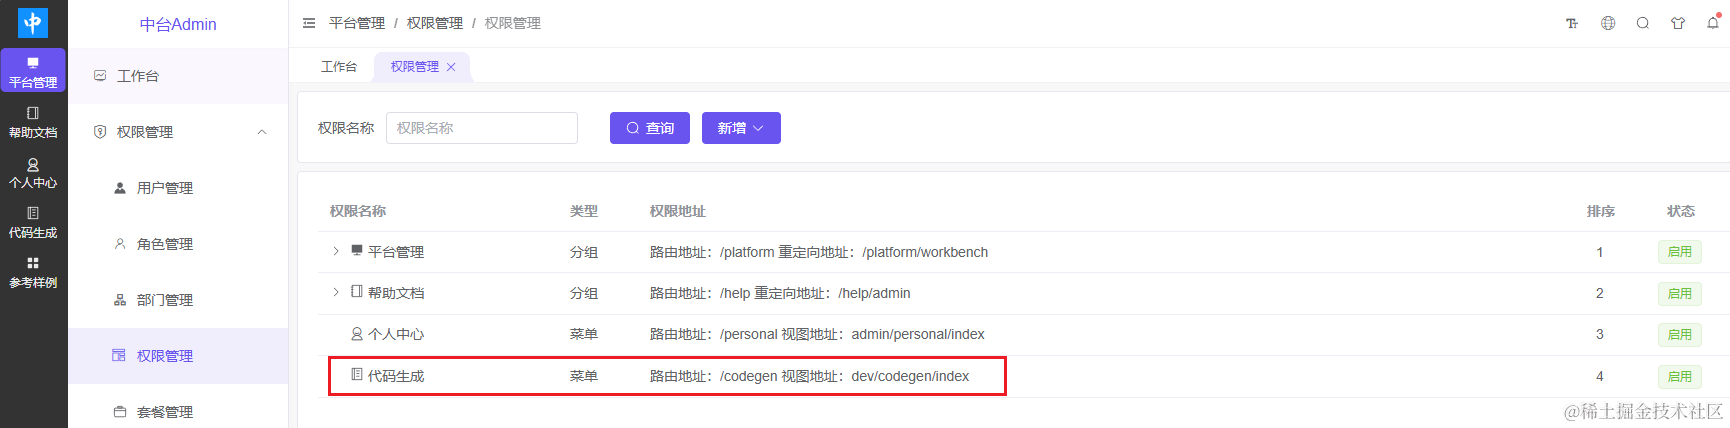 中
中台Admin
平台管理 / 权限管理 / 权限管理
平台管理
帮助文档
个人中心
代码生成
参考样例
工作台
权限管理
用户管理
角色管理
部门管理
权限管理
套餐管理
工作台 权限管理
权限名称 权限名称 查询 新增
权限名称 类型 权限地址 排序 状态
平台管理 分组 路由地址：/platform 重定向地址：/platform/workbench 1 启用
帮助文档 分组 路由地址：/help 重定向地址：/help/admin 2 启用
个人中心 菜单 路由地址：/personal 视图地址：admin/personal/index 3 启用
代码生成 菜单 路由地址：/codegen 视图地址：dev/codegen/index 4 启用
@稀土掘金技术社区